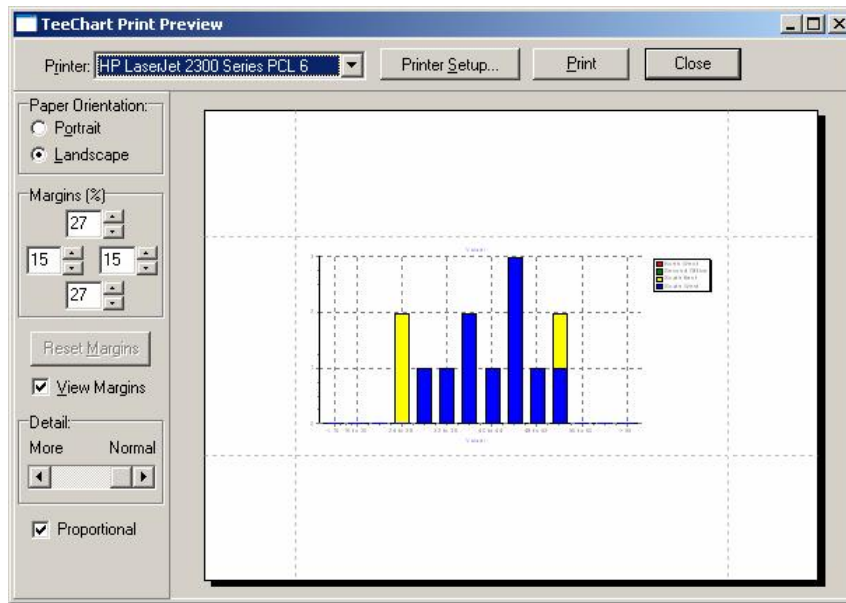 TeeChart Print Preview
Printer: HP LaserJet 2300 Series PCL 6 Printer Setup... Print Close
Paper Orientation:
Portrait
Landscape
Margins (%)
27
15 15
27
Reset Margins
View Margins
Detail:
More Normal
Proportional